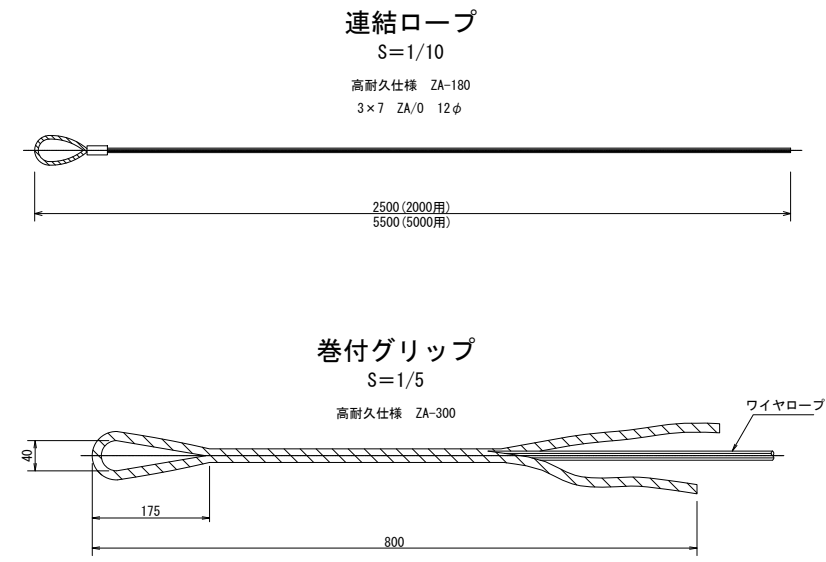 連結ロープ
S=1/10
高耐久仕様 ZA-180
3×7 ZA/O 12φ
2500(2000用)
5500(5000用)
巻付グリップ
S=1/5
高耐久仕様 ZA-300
ワイヤロープ
40
175
800